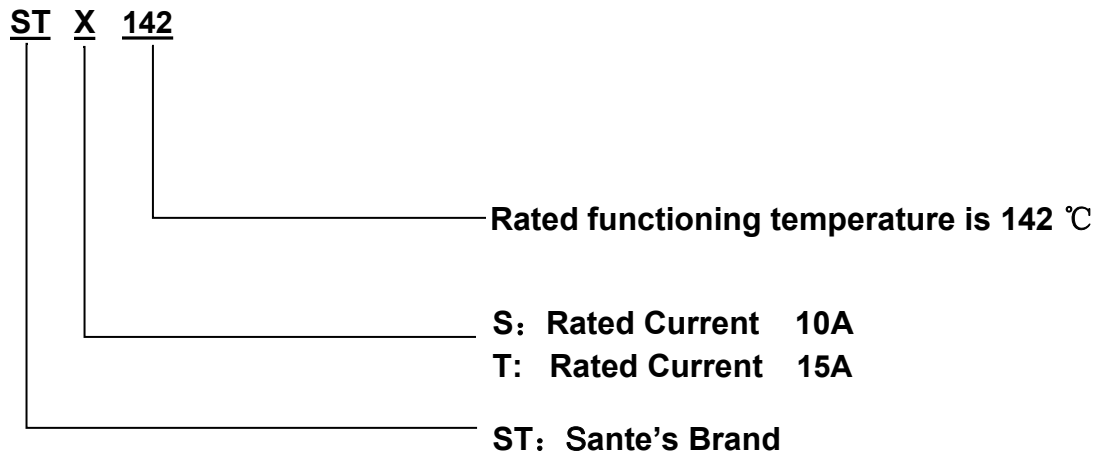 ST X 142
Rated functioning temperature is 142 ℃
S：Rated Current 10A
T: Rated Current 15A
ST：Sante’s Brand